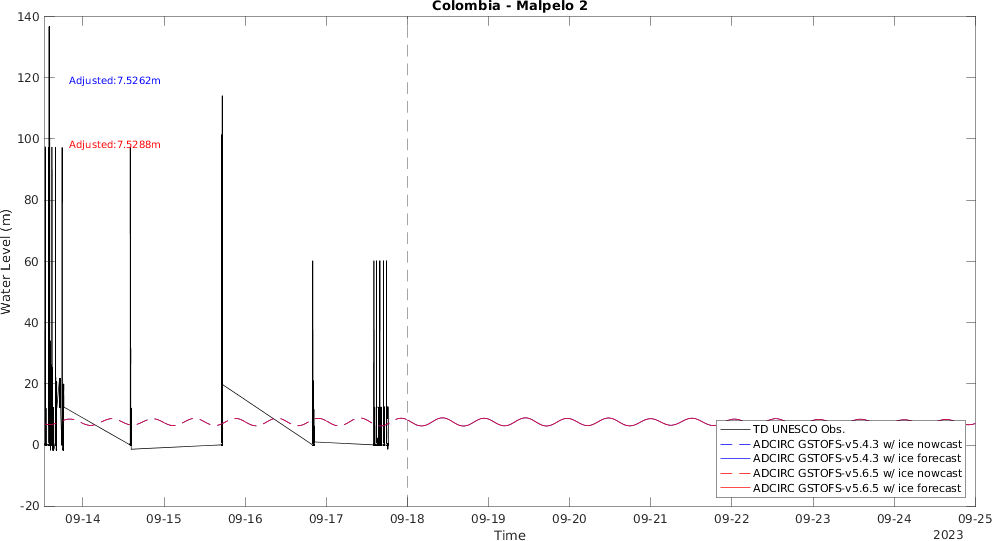 Colombia - Malpelo 2
140
120
100
80
60
40
20
0
-20
Water Level (m)
Adjusted:7.5262m
Adjusted:7.5288m
TD UNESCO Obs.
ADCIRC GSTOFS-v5.4.3 w/ ice nowcast
ADCIRC GSTOFS-v5.4.3 w/ ice forecast
ADCIRC GSTOFS-v5.6.5 w/ ice nowcast
ADCIRC GSTOFS-v5.6.5 w/ ice forecast
09-14 09-15 09-16 09-17 09-18 09-19 09-20 09-21 09-22 09-23 09-24 09-25
Time
2023